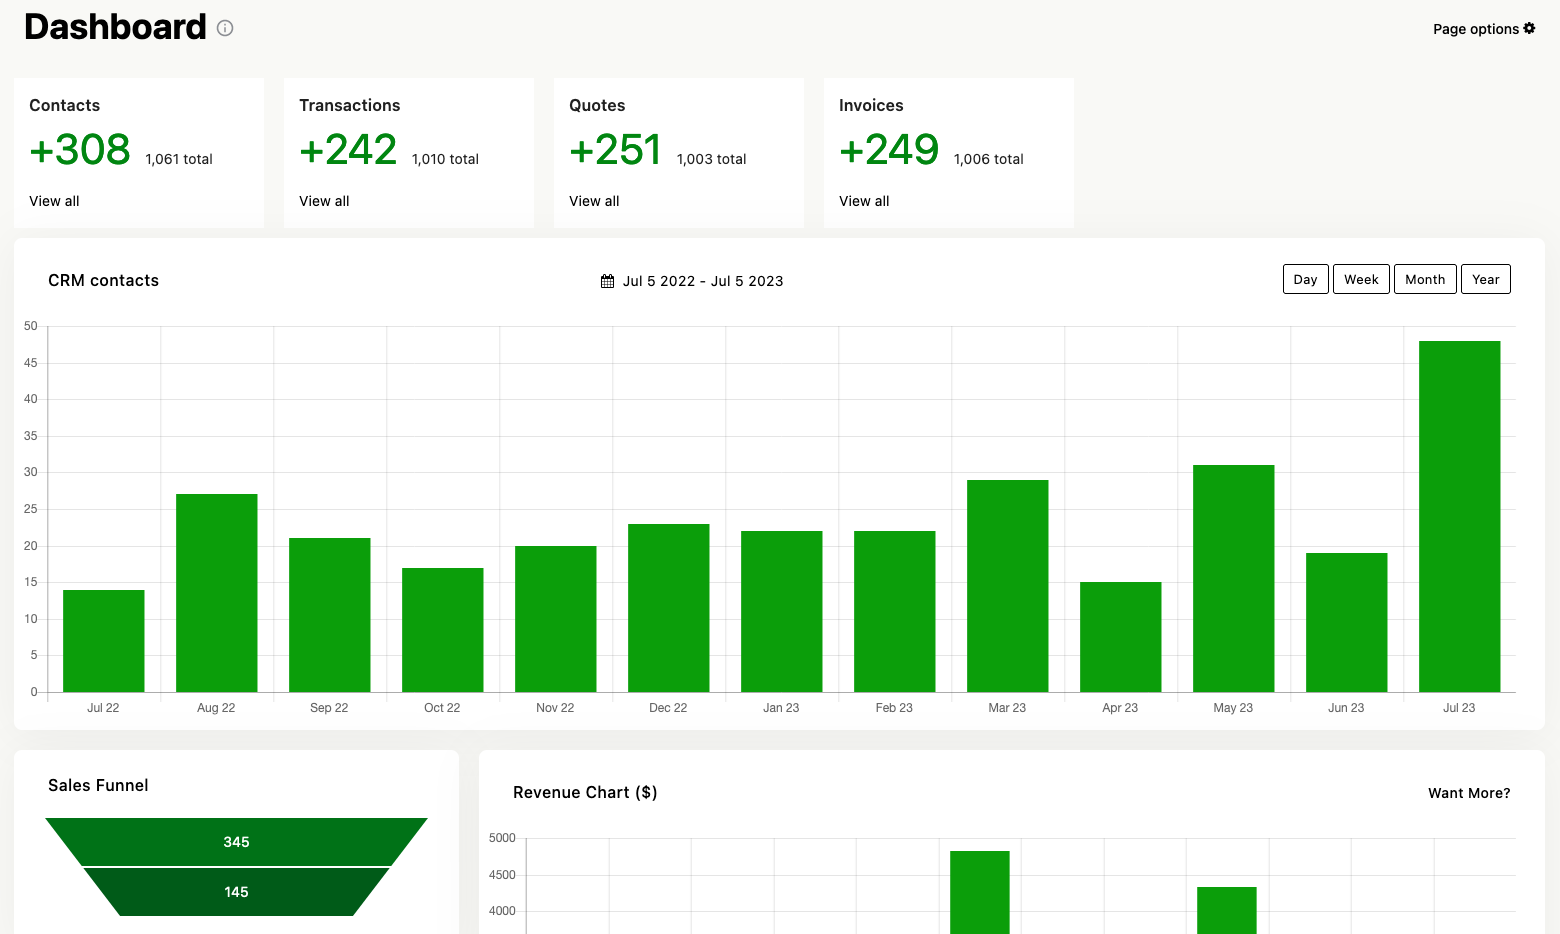 Dashboard
Page options
Contacts
+308 1,061 total
View all
Transactions
+242 1,010 total
View all
Quotes
+251 1,003 total
View all
Invoices
+249 1,006 total
View all
CRM contacts
Jul 5 2022 - Jul 5 2023
Day Week Month Year
50
45
40
35
30
25
20
15
10
5
0
Jul 22 Aug 22 Sep 22 Oct 22 Nov 22 Dec 22 Jan 23 Feb 23 Mar 23 Apr 23 May 23 Jun 23 Jul 23
Sales Funnel
345
145
Revenue Chart ($)
Want More?
5000
4500
4000